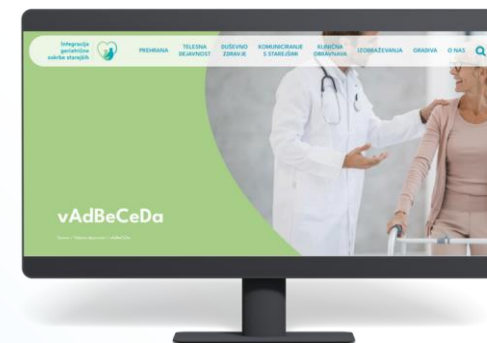 Integracija
geriatrične
oskrbe starejših
PREHRANA
TELESNA
DEJAVNOST
DUŠEVNO
ZDRAVJE
KOMUNICIRANJE
S STAREJŠIMI
KLINIČNA
OBRAVNAVA
IZOBRAŽEVANJA
GRADIVA
O NAS
vAdBeCeDa